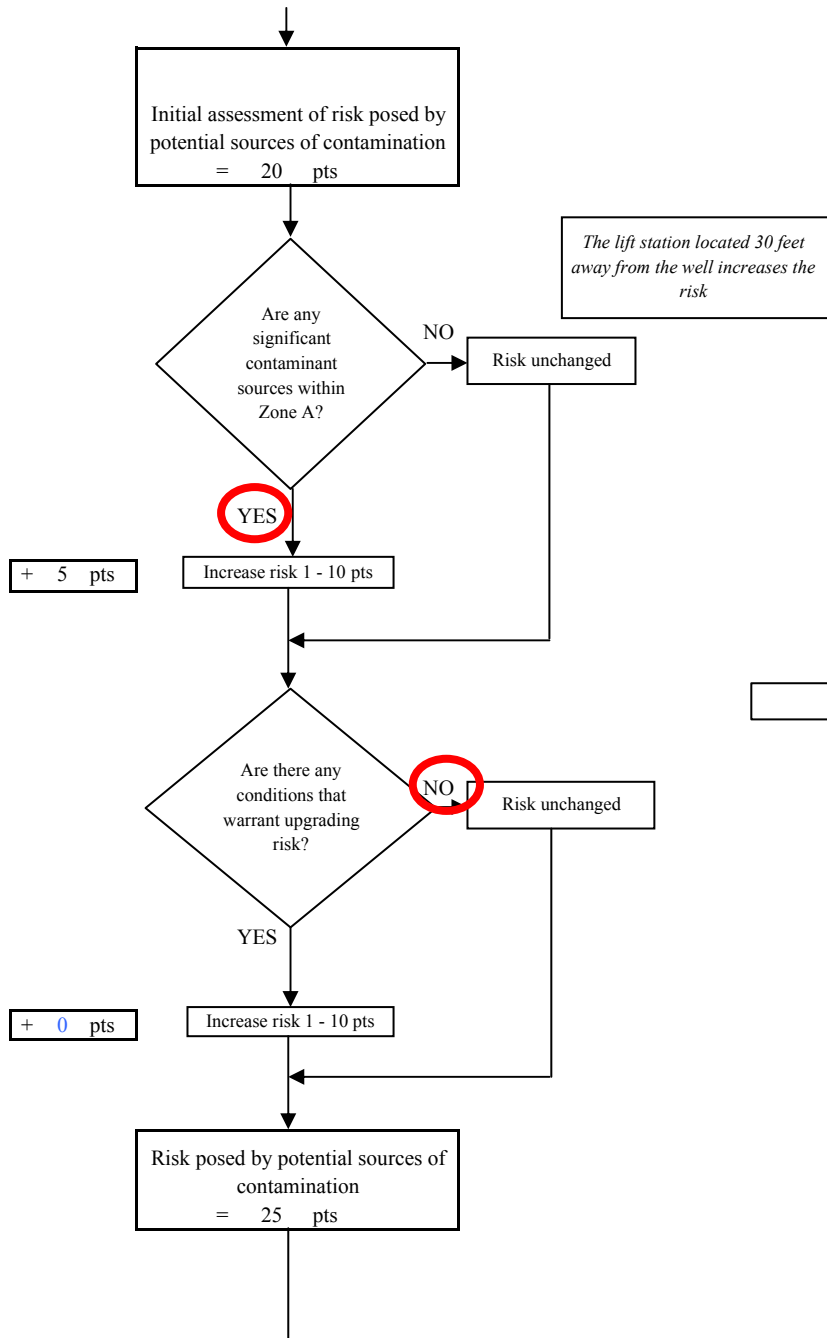 Initial assessment of risk posed by
potential sources of contamination
= 20 pts
The lift station located 30 feet
away from the well increases the
risk
Are any
significant
contaminant
sources within
Zone A?
NO
Risk unchanged
YES
+ 5 pts
Increase risk 1 - 10 pts
Are there any
conditions that
warrant upgrading
risk?
NO
Risk unchanged
YES
+ 0 pts
Increase risk 1 - 10 pts
Risk posed by potential sources of
contamination
= 25 pts